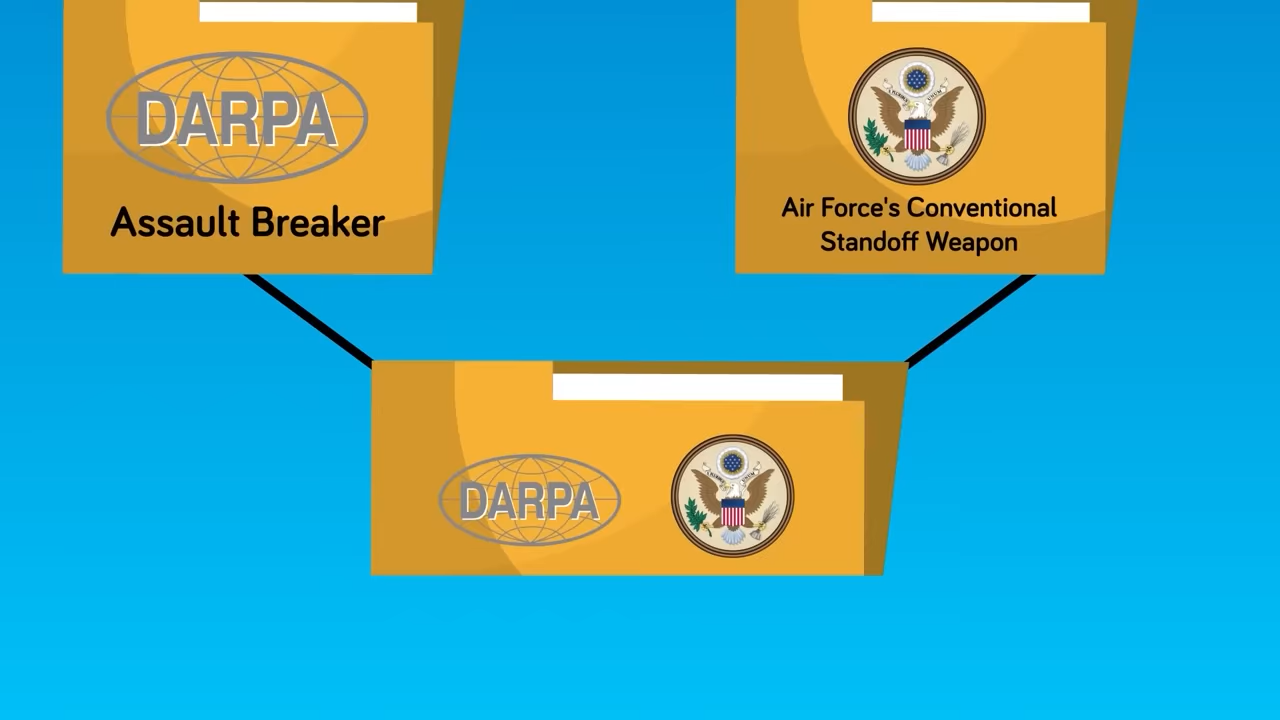 DARPA
Assault Breaker
Air Force's Conventional
Standoff Weapon
DARPA